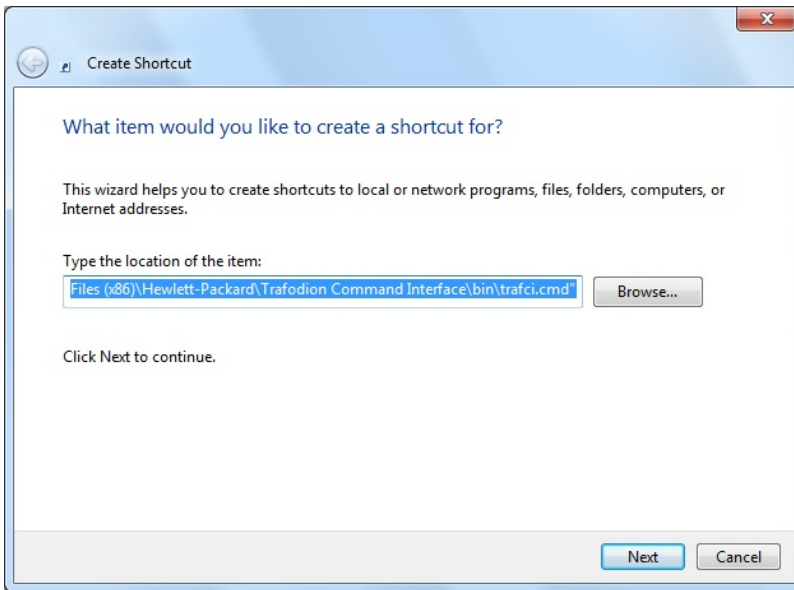 Create Shortcut
What item would you like to create a shortcut for?
This wizard helps you to create shortcuts to local or network programs, files, folders, computers, or
Internet addresses.
Type the location of the item:
Files (x86)\Hewlett-Packard\Trafodion Command Interface\bin\trafci.cmd"
Browse...
Click Next to continue.
Next
Cancel